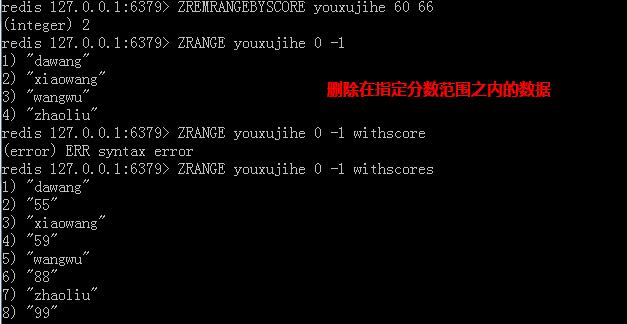 redis 127.0.0.1:6379> ZREMRANGEBYSCORE youxujihe 60 66
(integer) 2
redis 127.0.0.1:6379> ZRANGE youxujihe 0 -1
1) "dawang"
2) "xiaowang"
3) "wangwu"
4) "zhaoliu"
删除在指定分数范围之内的数据
redis 127.0.0.1:6379> ZRANGE youxujihe 0 -1 withscore
(error) ERR syntax error
redis 127.0.0.1:6379> ZRANGE youxujihe 0 -1 withscores
1) "dawang"
2) "55"
3) "xiaowang"
4) "59"
5) "wangwu"
6) "88"
7) "zhaoliu"
8) "99"